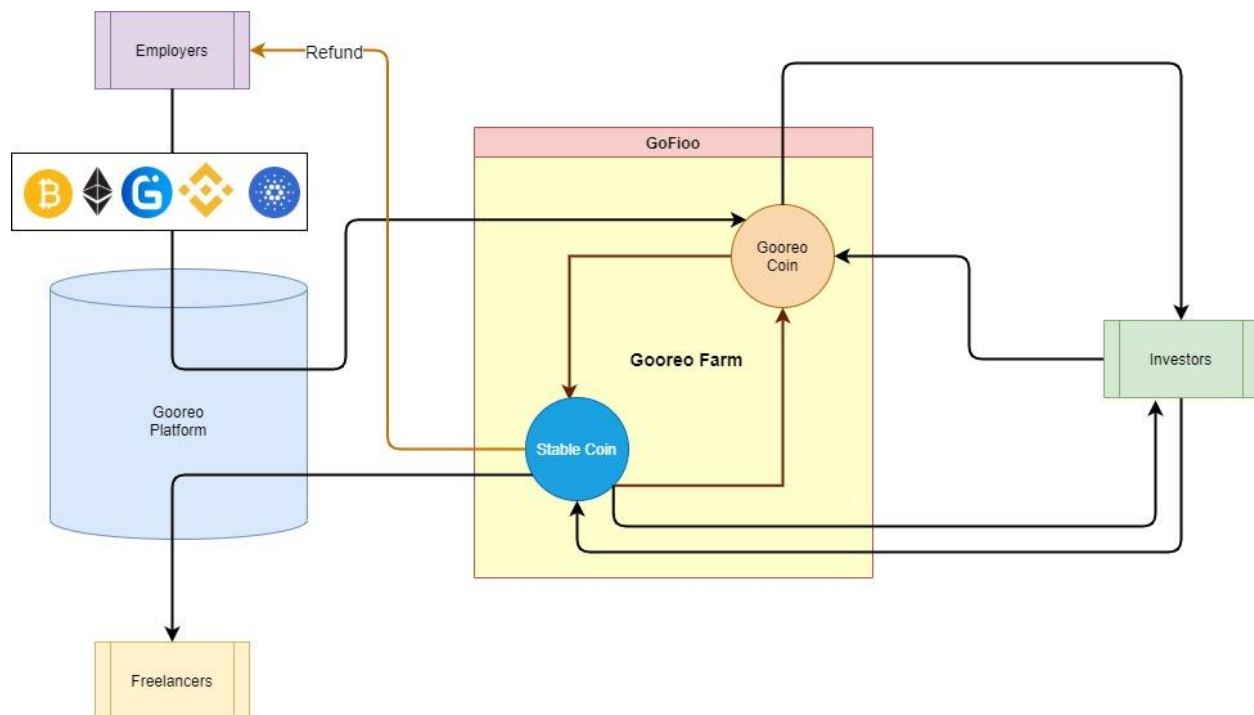 Employers
Refund
GoFioo
Gooreo
Coin
Gooreo Farm
Investors
Gooreo
Platform
Stable Coin
Freelancers